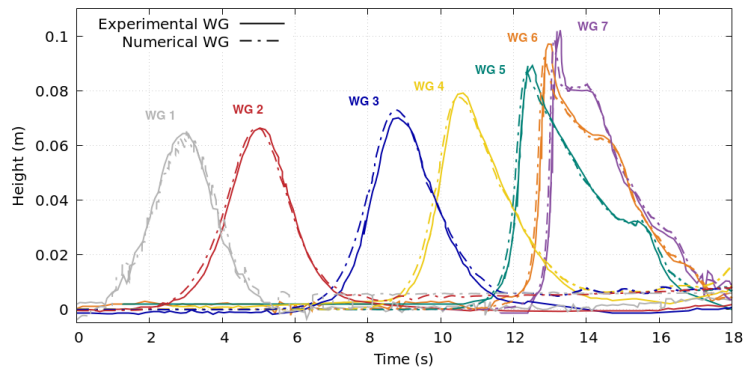 Experimental WG
Numerical WG
WG 1
WG 2
WG 3
WG 4
WG 5
WG 6
WG 7
Height (m)
0.1
0.08
0.06
0.04
0.02
0
0 2 4 6 8 10 12 14 16 18
Time (s)